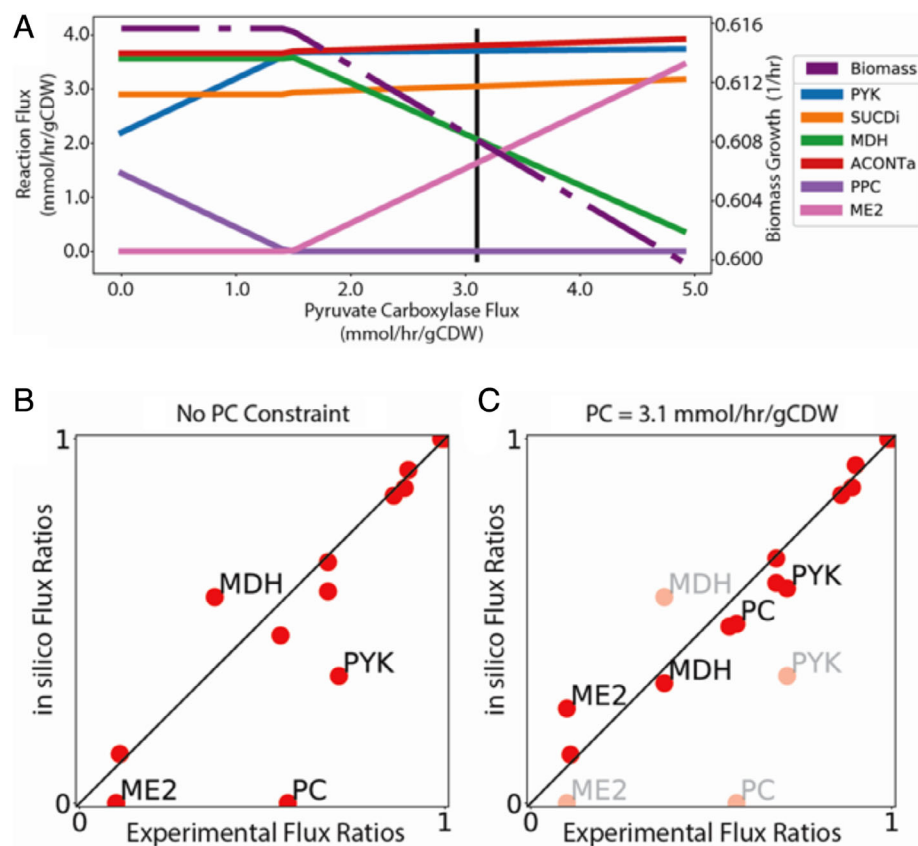 A
Reaction Flux
(mmol/hr/gCDW)
4.0
3.0
2.0
1.0
0.0
0.0 1.0 2.0 3.0 4.0 5.0
Pyruvate Carboxylase Flux
(mmol/hr/gCDW)
0.616
0.612
0.608
0.604
0.600
Biomass Growth (1/hr)
Biomass
PYK
SUCDi
MDH
ACONTa
PPC
ME2
B
No PC Constraint
in silico Flux Ratios
1
MDH
PYK
ME2
PC
0
0 1
Experimental Flux Ratios
C
PC = 3.1 mmol/hr/gCDW
in silico Flux Ratios
1
MDH
PYK
PC
MDH
PYK
ME2
ME2
PC
0
0 1
Experimental Flux Ratios